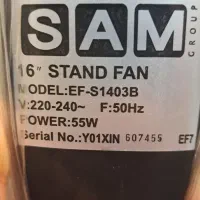 SAM
GROUP
16" STAND FAN
MODEL:EF-S1403B
V:220-240~ F:50Hz
POWER:55W
Serial No.:Y01XIN 607455 EF7